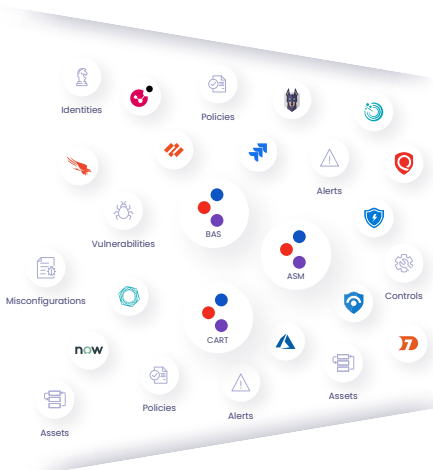 Identities
Policies
Alerts
BAS
Vulnerabilities
ASM
Misconfigurations
Controls
CART
now
Policies
Alerts
Assets
Assets